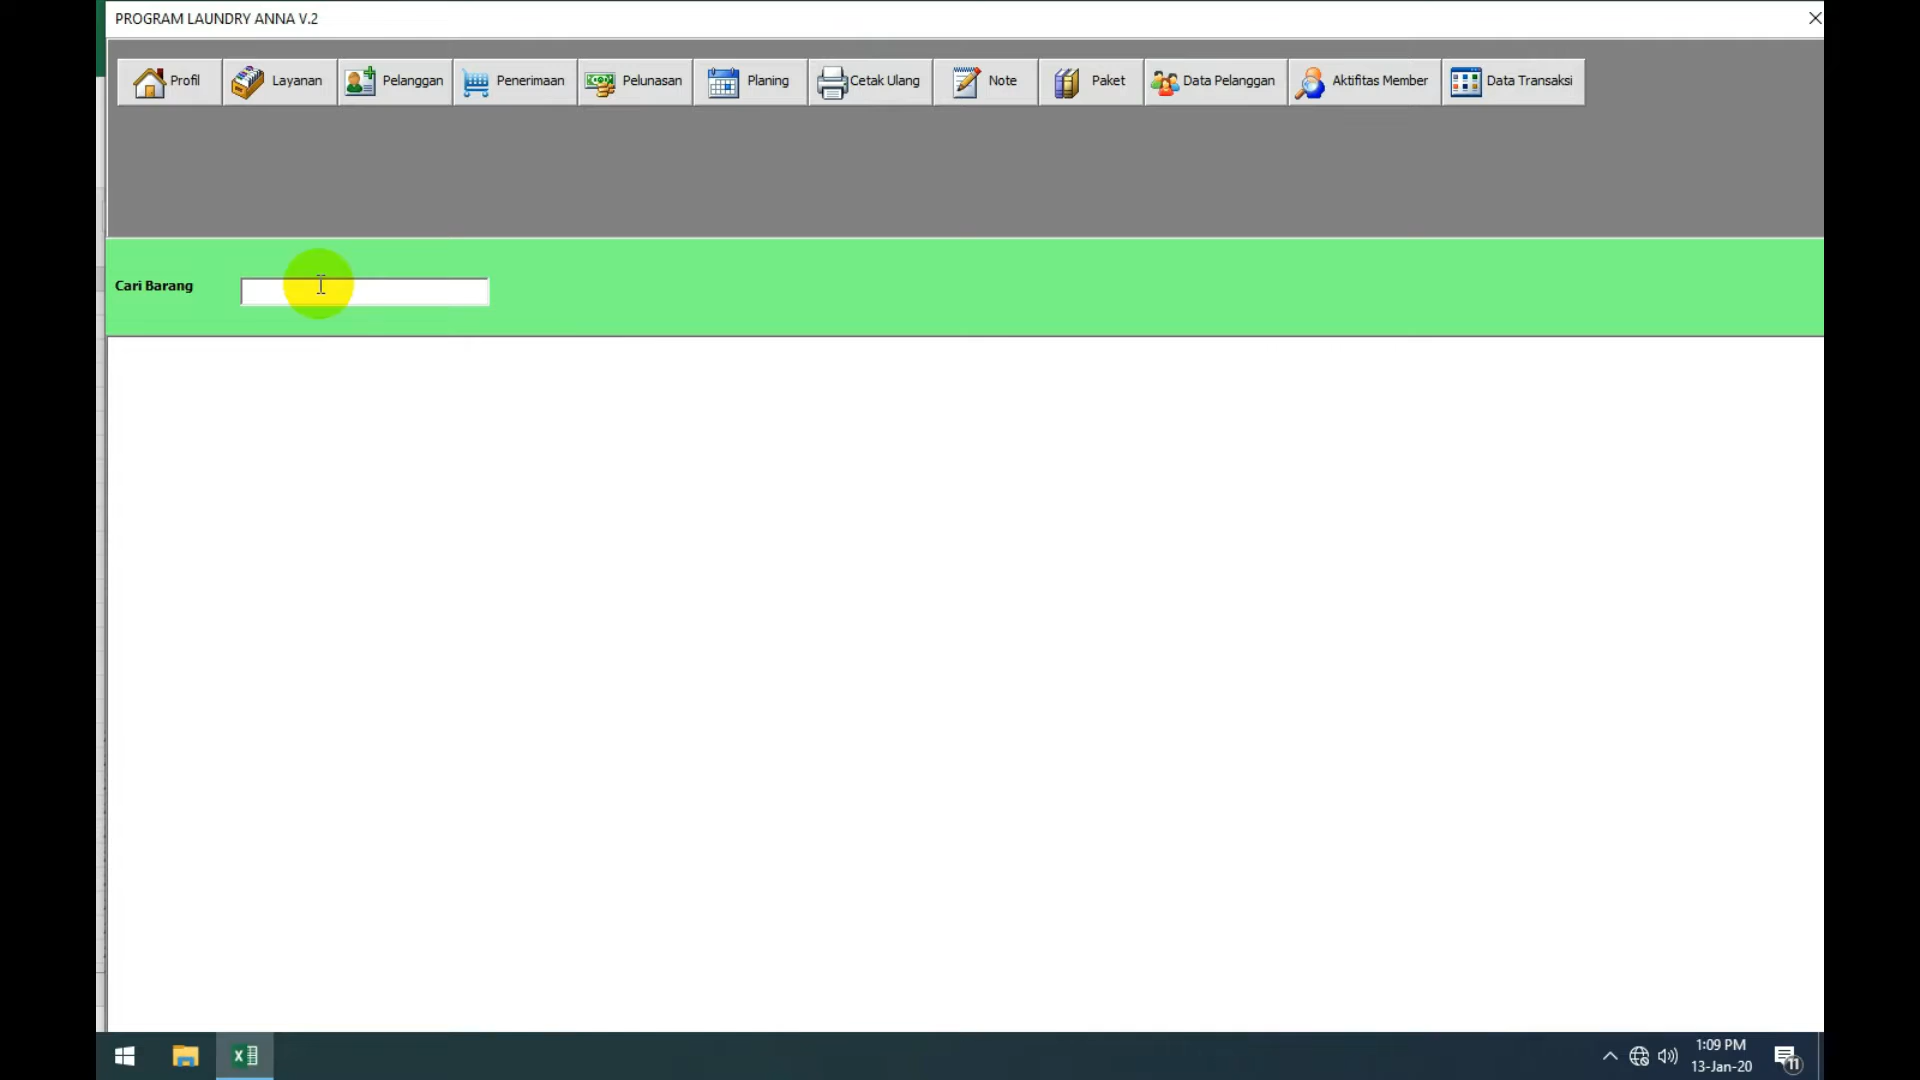 PROGRAM LAUNDRY ANNA V.2
Profil Layanan Pelanggan Penerimaan Pelunasan Planing Cetak Ulang Note Paket Data Pelanggan Aktifitas Member Data Transaksi
Cari Barang
1:09 PM
13-Jan-20
11